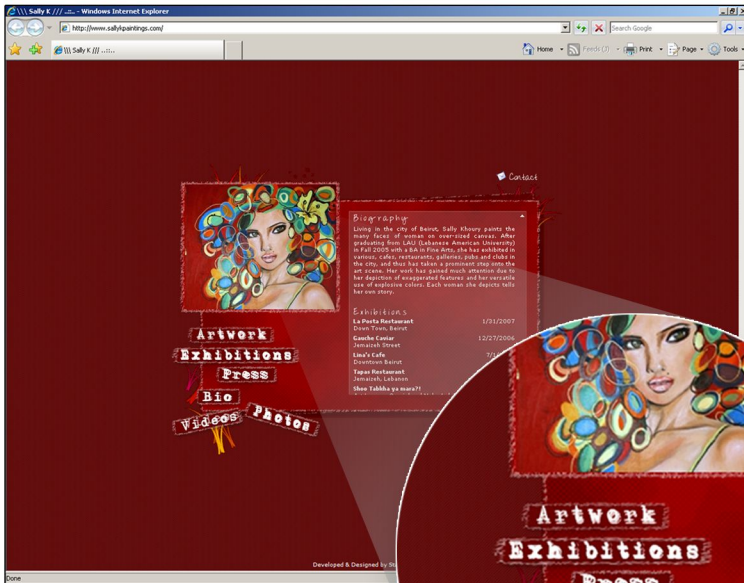 \\\ Sally K /// ..::.. - Windows Internet Explorer
http://www.sallykpaintings.com/
Search Google
\\\ Sally K /// ..::..
Home
Feeds (J)
Print
Page
Tools
Contact
Biography
Living in the city of Beirut, Sally Khoury paints the
many faces of woman on over-sized canvas. After
graduating from LAU (Lebanese American University)
in Fall 2005 with a BA in Fine Arts, she has exhibited in
various, cafes, restaurants, galleries, pubs and clubs in
the city, and thus has taken a prominent step onto the
art scene. Her work has gained much attention due to
her depiction of exaggerated features and her versatile
use of explosive colors. Each woman she depicts tells
her own story.
Exhibitions
La Posta Restaurant 1/31/2007
Down Town, Beirut
Gauche Caviar 12/27/2006
Jemaizeh Street
Lina's Cafe
Downtown Beirut
Tapas Restaurant
Jemaizeh, Lebanon
Shoo Tabkha ya mara?!
Artwork
Exhibitions
Press
Bio
Videos
Photos
Artwork
Exhibitions
Press
Developed & Designed by
Done